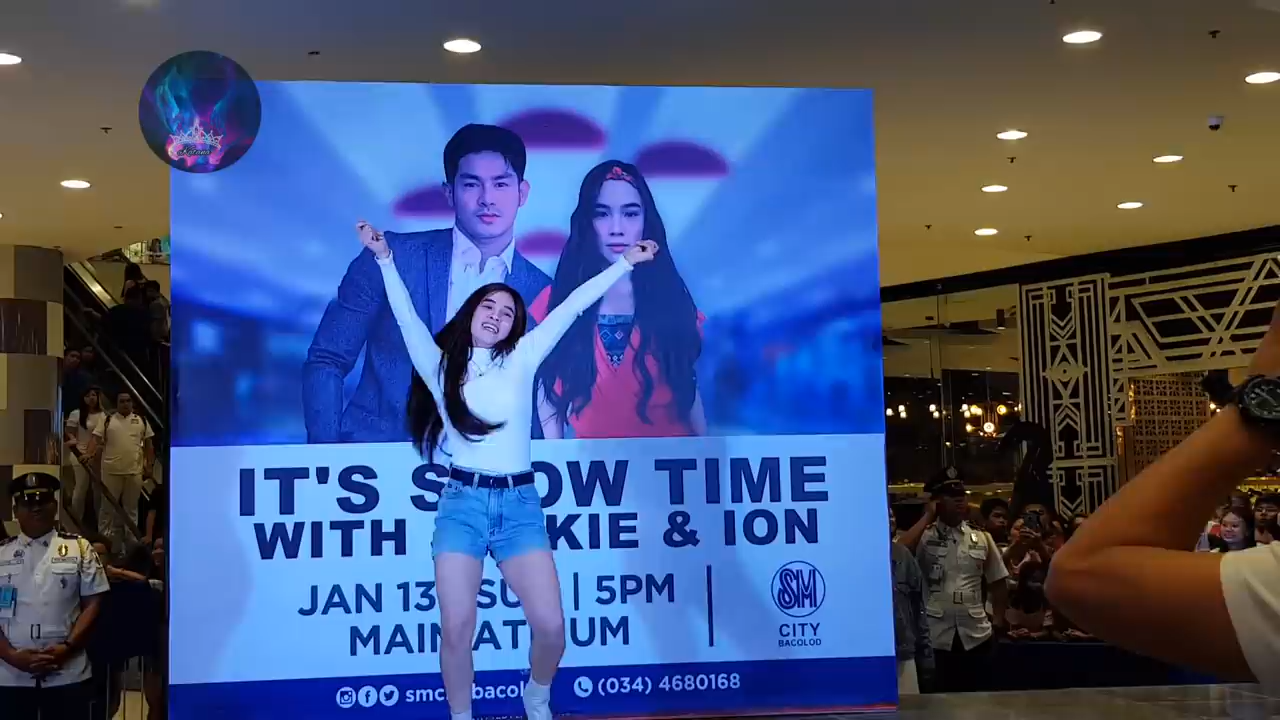 IT'S S OW TIME
WITH KIE & ION
JAN 13 SU | 5PM
MAIN AT UM
SM
CITY
BACOLOD
smc bacol
(034) 4680168